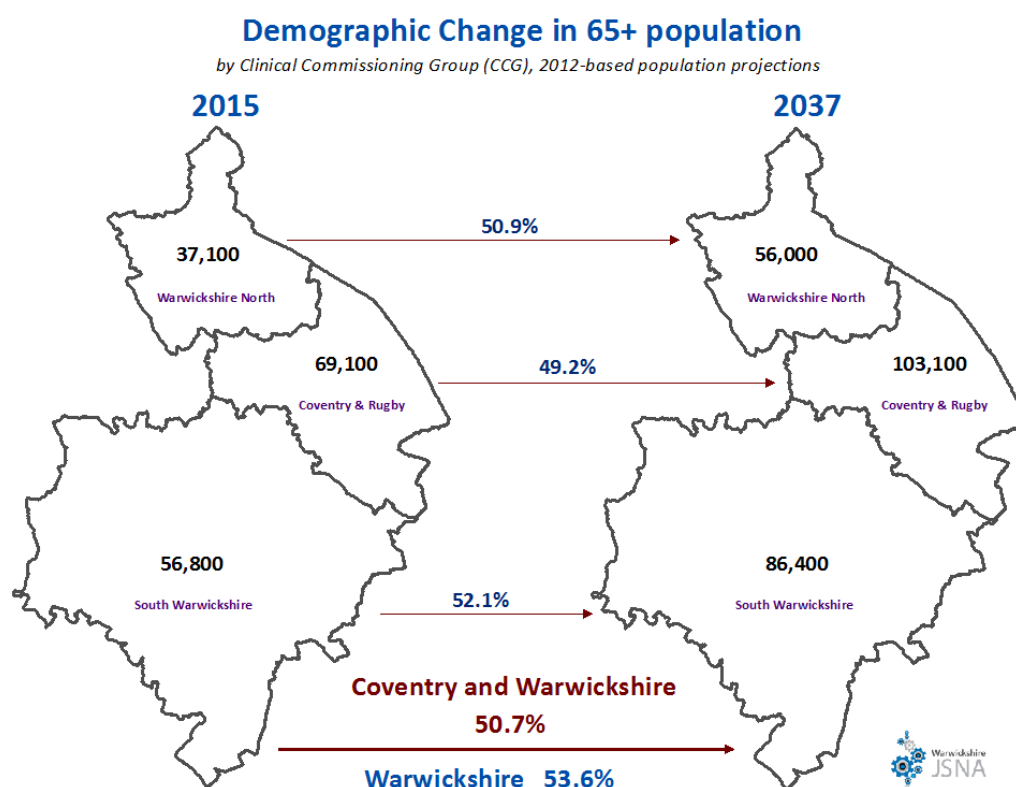 Demographic Change in 65+ population
by Clinical Commissioning Group (CCG), 2012-based population projections
2015
2037
50.9%
37,100
Warwickshire North
56,000
Warwickshire North
69,100
Coventry & Rugby
49.2%
103,100
Coventry & Rugby
56,800
South Warwickshire
86,400
South Warwickshire
52.1%
Coventry and Warwickshire
50.7%
Warwickshire 53.6%
Warwickshire
JSNA